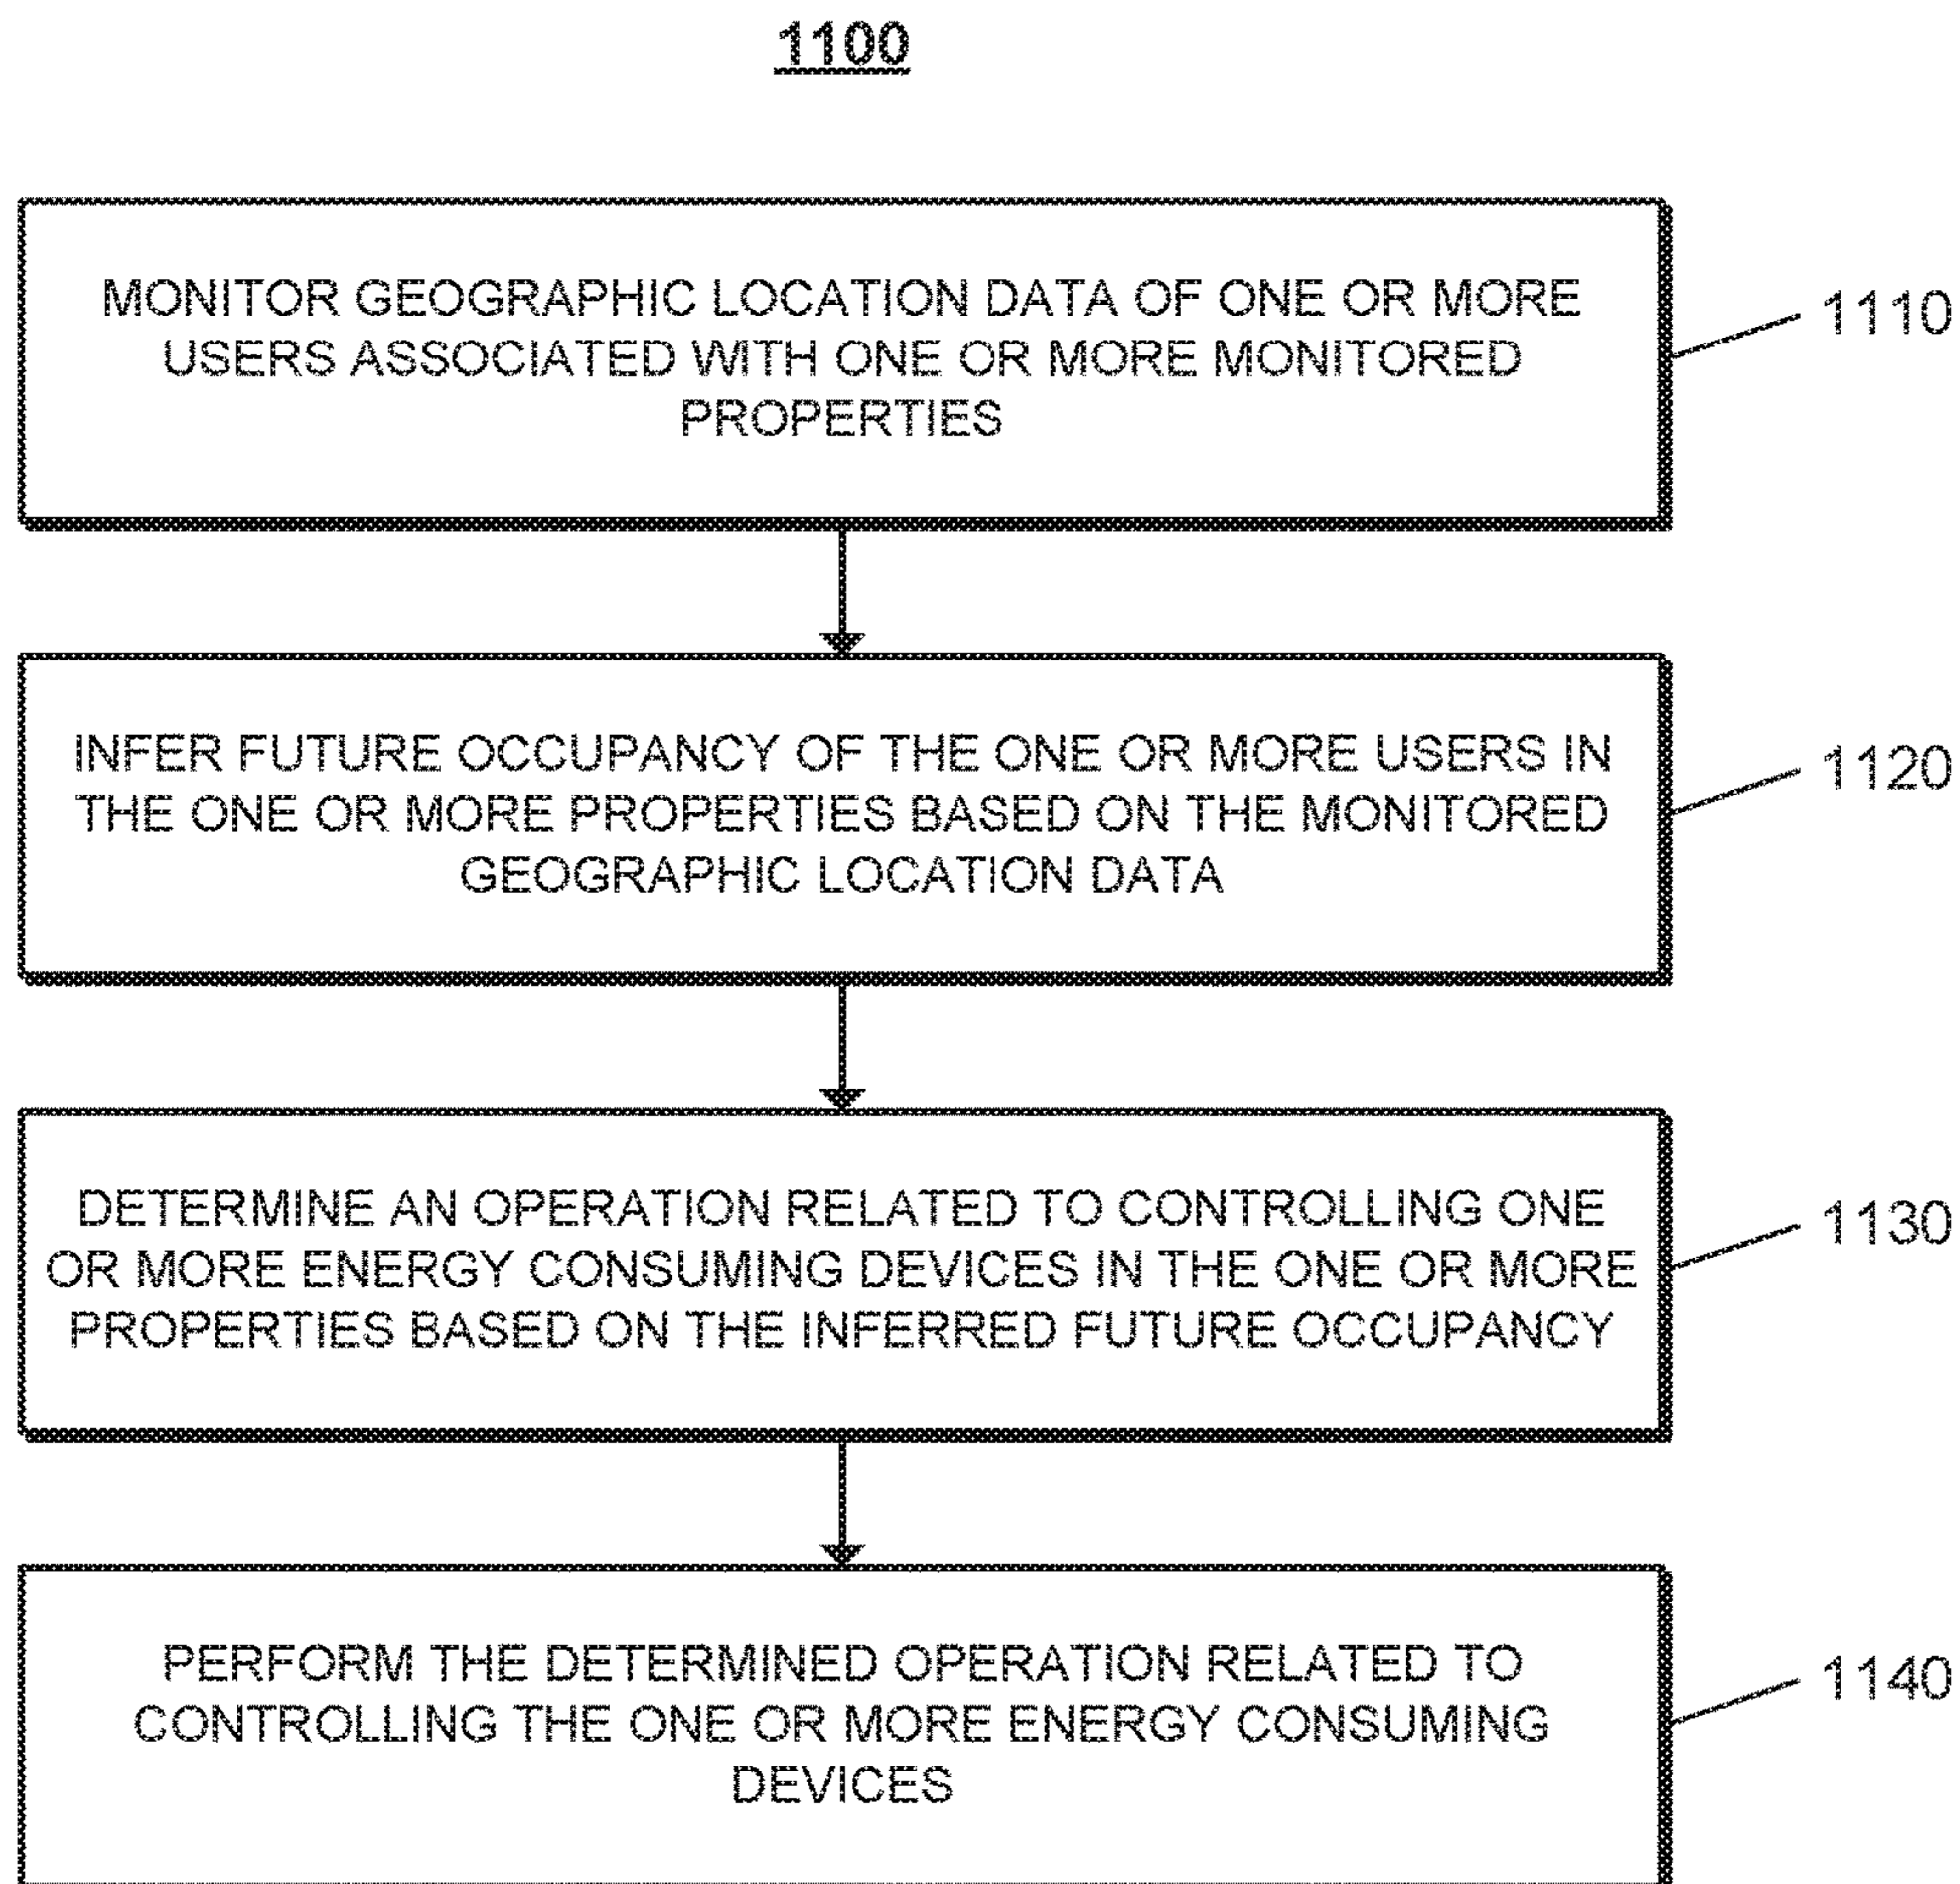 1100
MONITOR GEOGRAPHIC LOCATION DATA OF ONE OR MORE
USERS ASSOCIATED WITH ONE OR MORE MONITORED
PROPERTIES
1110
INFER FUTURE OCCUPANCY OF THE ONE OR MORE USERS IN
THE ONE OR MORE PROPERTIES BASED ON THE MONITORED
GEOGRAPHIC LOCATION DATA
1120
DETERMINE AN OPERATION RELATED TO CONTROLLING ONE
OR MORE ENERGY CONSUMING DEVICES IN THE ONE OR MORE
PROPERTIES BASED ON THE INFERRED FUTURE OCCUPANCY
1130
PERFORM THE DETERMINED OPERATION RELATED TO
CONTROLLING THE ONE OR MORE ENERGY CONSUMING
DEVICES
1140